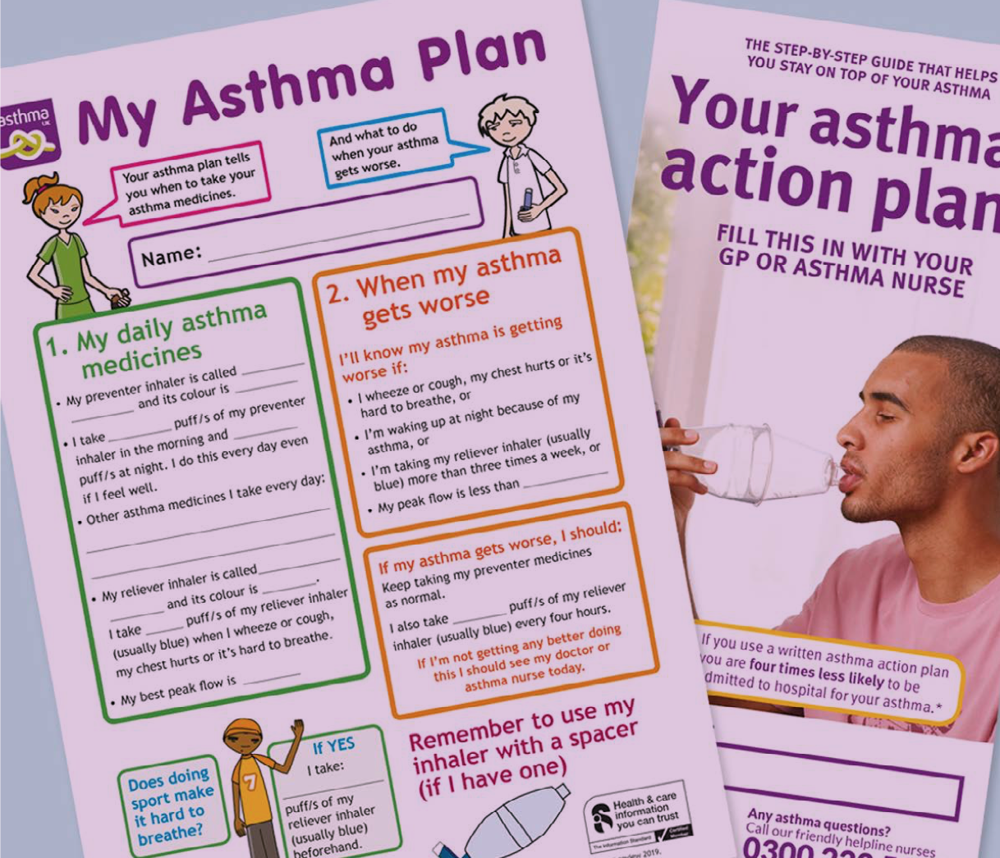 asthma
UK
My Asthma Plan
Your asthma plan tells
you when to take your
asthma medicines.
And what to do
when your asthma
gets worse.
Name:
1. My daily asthma
medicines
• My preventer inhaler is called
and its colour is
• I take puff/s of my preventer
inhaler in the morning and
puff/s at night. I do this every day even
if I feel well.
• Other asthma medicines I take every day:
• My reliever inhaler is called
and its colour is .
I take puff/s of my reliever inhaler
(usually blue) when I wheeze or cough,
my chest hurts or it's hard to breathe.
• My best peak flow is
2. When my asthma
gets worse
I'll know my asthma is getting
worse if:
• I wheeze or cough, my chest hurts or it's
hard to breathe, or
• I'm waking up at night because of my
asthma, or
• I'm taking my reliever inhaler (usually
blue) more than three times a week, or
• My peak flow is less than
If my asthma gets worse, I should:
Keep taking my preventer medicines
as normal.
I also take puff/s of my reliever
inhaler (usually blue) every four hours.
If I'm not getting any better doing
this I should see my doctor or
asthma nurse today.
Does doing
sport make
it hard to
breathe?
7
If YES
I take:
puff/s of my
reliever inhaler
(usually blue)
beforehand.
Remember to use my
inhaler with a spacer
(if I have one)
Health & care
information
you can trust
The Information Standard
Certified
Member
2019.
THE STEP-BY-STEP GUIDE THAT HELPS
YOU STAY ON TOP OF YOUR ASTHMA
Your asthma
action plan
FILL THIS IN WITH YOUR
GP OR ASTHMA NURSE
If you use a written asthma action plan
you are four times less likely to be
admitted to hospital for your asthma.*
Any asthma questions?
Call our friendly helpline nurses
0300 222